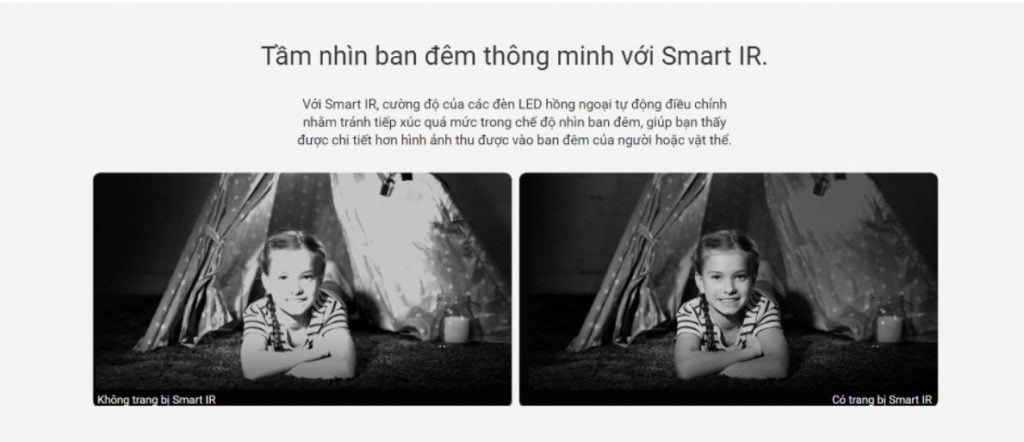 Tầm nhìn ban đêm thông minh với Smart IR.
Với Smart IR, cường độ của các đèn LED hồng ngoại tự động điều chỉnh
nhằm tránh tiếp xúc quá mức trong chế độ nhìn ban đêm, giúp bạn thấy
được chi tiết hơn hình ảnh thu được vào ban đêm của người hoặc vật thể.
Không trang bị Smart IR
Có trang bị Smart IR